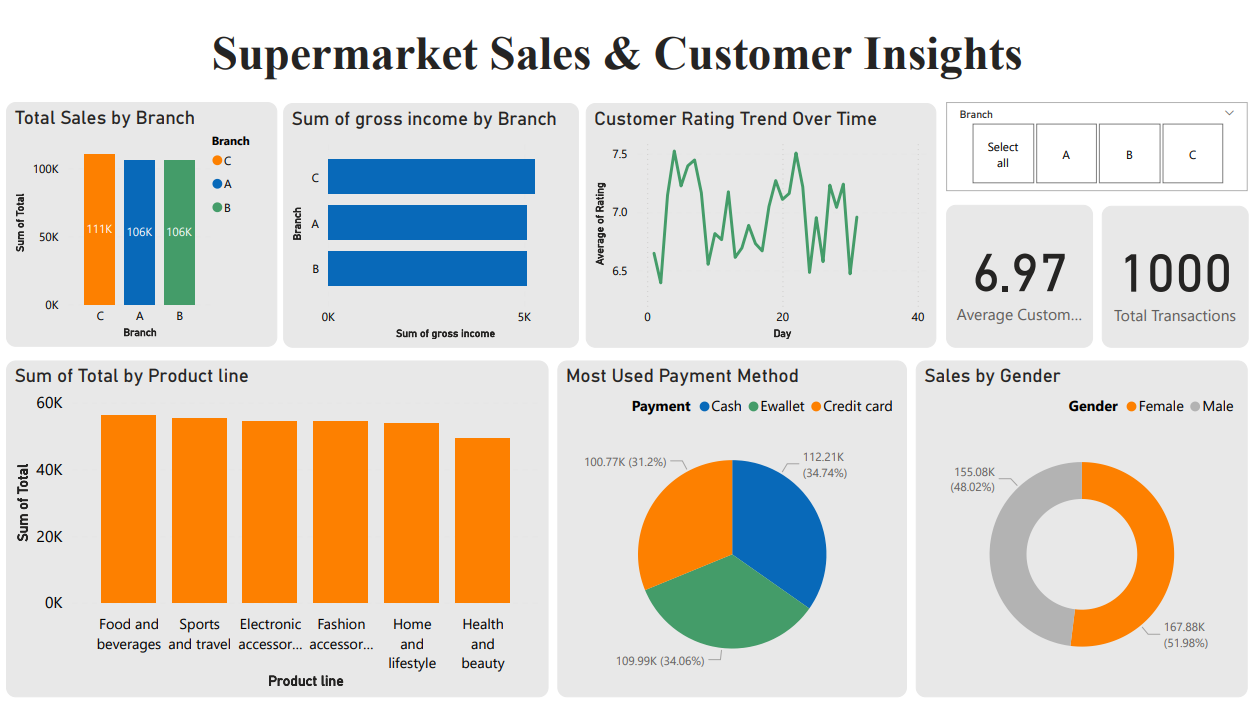 Supermarket Sales & Customer Insights
Total Sales by Branch
Branch
C
A
B
100K
50K
0K
Sum of Total
111K
106K
106K
C
A
B
Branch
Sum of gross income by Branch
Branch
C
A
B
0K
5K
Sum of gross income
Customer Rating Trend Over Time
Average of Rating
7.5
7.0
6.5
0
20
40
Day
Branch
Select
all
A
B
C
6.97
Average Custom...
1000
Total Transactions
Sum of Total by Product line
Sum of Total
60K
40K
20K
0K
Food and
beverages
Sports
and travel
Electronic
accessor...
Fashion
accessor...
Home
and
lifestyle
Health
and
beauty
Product line
Most Used Payment Method
Payment Cash Ewallet Credit card
100.77K (31.2%)
112.21K
(34.74%)
109.99K (34.06%)
Sales by Gender
Gender Female Male
155.08K
(48.02%)
167.88K
(51.98%)